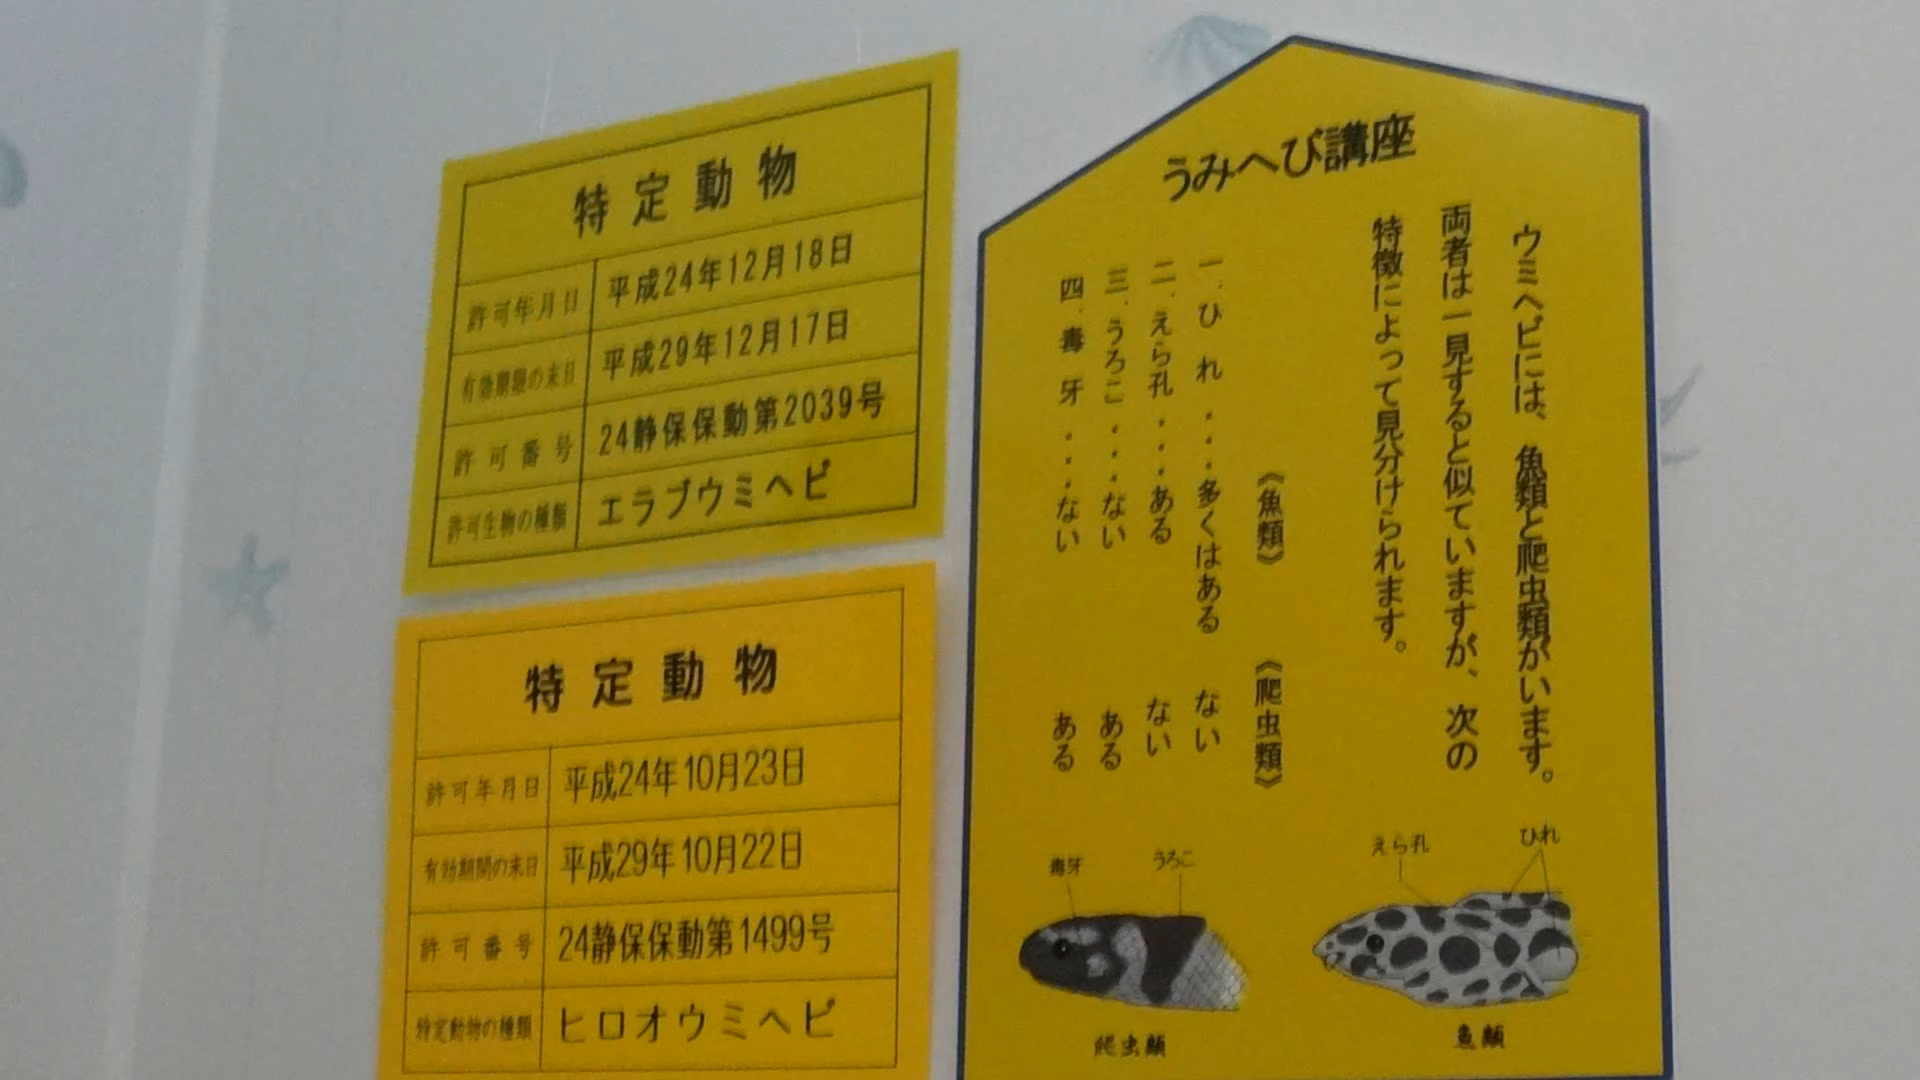 特定動物
許可年月日 平成24年12月18日
有効期限の末日 平成29年12月17日
許可番号 24静保保動第2039号
許可生物の種類 エラブウミヘビ
特定動物
許可年月日 平成24年10月23日
有効期間の末日 平成29年10月22日
許可番号 24静保保動第1499号
特定動物の種類 ヒロオウミヘビ
うみへび講座
ウミヘビには、魚類と爬虫類がいます。
両者は一見すると似ていますが、次の
特徴によって見分けられます。
《魚類》 《爬虫類》
一.ひれ....多くはある ない
二.えら孔....ある ない
三.うろこ....ない ある
四.毒牙....ない ある
毒牙
うろこ
えら孔
ひれ
爬虫類
魚類